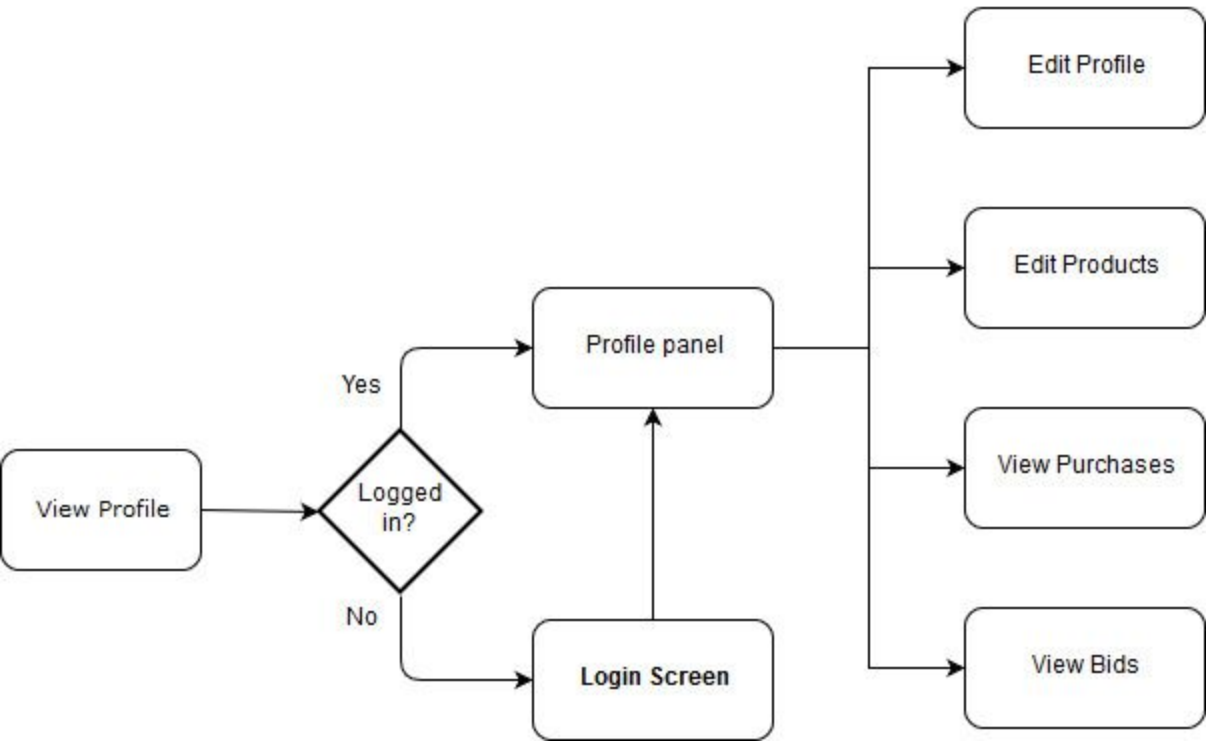 Edit Profile
Edit Products
Profile panel
Yes
View Purchases
Logged
in?
View Profile
No
View Bids
Login Screen